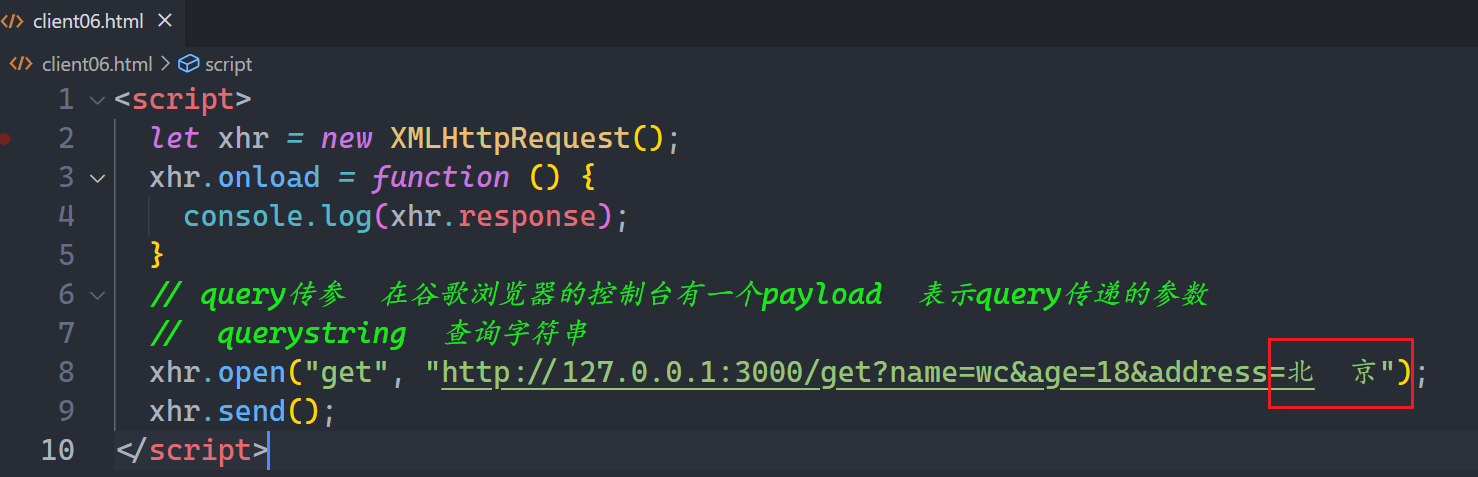 client06.html
client06.html > script
1 <script>
2 let xhr = new XMLHttpRequest();
3 xhr.onload = function () {
4 console.log(xhr.response);
5 }
6 // query传参  在谷歌浏览器的控制台有一个payload  表示query传递的参数
7 //  querystring  查询字符串
8 xhr.open("get", "http://127.0.0.1:3000/get?name=wc&age=18&address=北  京");
9 xhr.send();
10 </script>